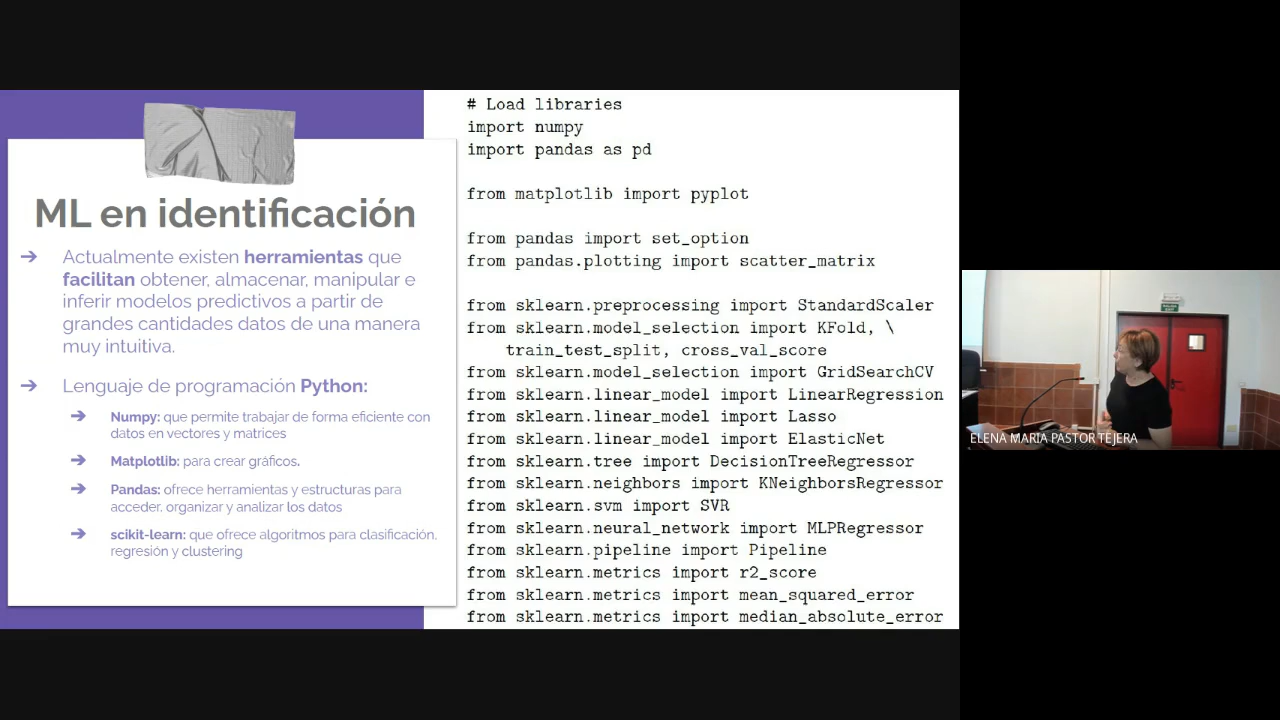 ML en identificación
➔ Actualmente existen herramientas que
facilitan obtener, almacenar, manipular e
inferir modelos predictivos a partir de
grandes cantidades datos de una manera
muy intuitiva.
➔ Lenguaje de programación Python:
➔ Numpy: que permite trabajar de forma eficiente con
datos en vectores y matrices
➔ Matplotlib: para crear gráficos.
➔ Pandas: ofrece herramientas y estructuras para
acceder, organizar y analizar los datos
➔ scikit-learn: que ofrece algoritmos para clasificación,
regresión y clustering
# Load libraries
import numpy
import pandas as pd
from matplotlib import pyplot
from pandas import set_option
from pandas.plotting import scatter_matrix
from sklearn.preprocessing import StandardScaler
from sklearn.model_selection import KFold, \
train_test_split, cross_val_score
from sklearn.model_selection import GridSearchCV
from sklearn.linear_model import LinearRegression
from sklearn.linear_model import Lasso
from sklearn.linear_model import ElasticNet
from sklearn.tree import DecisionTreeRegressor
from sklearn.neighbors import KNeighborsRegressor
from sklearn.svm import SVR
from sklearn.neural_network import MLPRegressor
from sklearn.pipeline import Pipeline
from sklearn.metrics import r2_score
from sklearn.metrics import mean_squared_error
from sklearn.metrics import median_absolute_error
ELENA MARIA PASTOR TEJERA